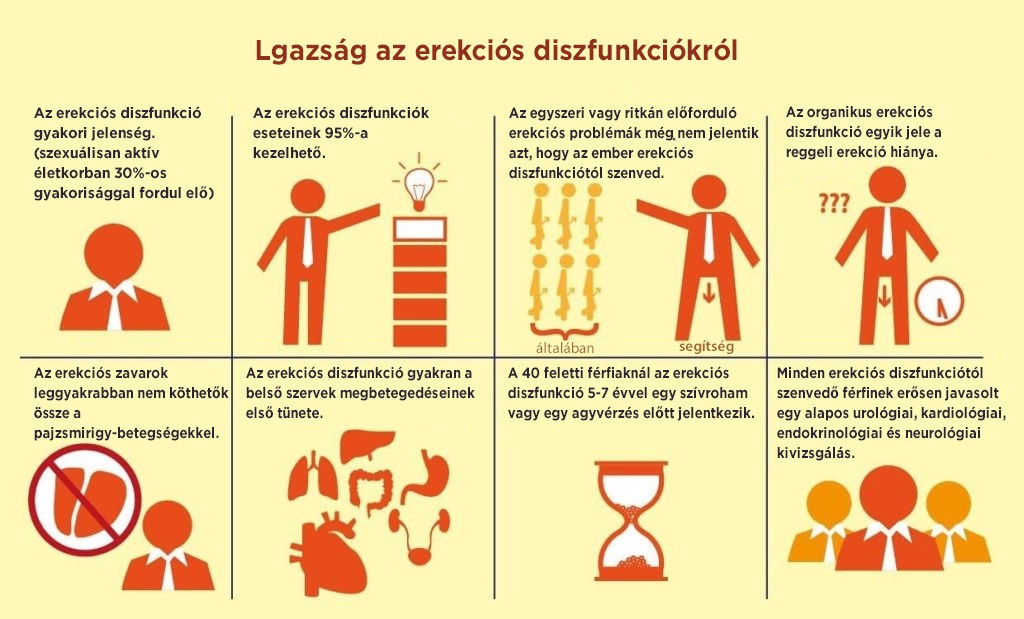 Lgazság az erekciós diszfunkciókról
Az erekciós diszfunkció
gyakori jelenség.
(szexuálisan aktív
életkorban 30%-os
gyakorisággal fordul elő)
Az erekciós diszfunkciók
eseteinek 95%-a
kezelhető.
Az egyszeri vagy ritkán előforduló
erekciós problémák még nem jelentik
azt, hogy az ember erekciós
diszfunkciótól szenved.
általában
segítség
Az organikus erekciós
diszfunkció egyik jele a
reggeli erekció hiánya.
???
Az erekciós zavarok
leggyakrabban nem köthetők
össze a
pajzsmirigy-betegségekkel.
Az erekciós diszfunkció gyakran a
belső szervek megbetegedéseinek
első tünete.
A 40 feletti férfiaknál az erekciós
diszfunkció 5-7 évvel egy szívroham
vagy egy agyvérzés előtt jelentkezik.
Minden erekciós diszfunkciótól
szenvedő férfinek erősen javasolt
egy alapos urológiai, kardiológiai,
endokrinológiai és neurológiai
kivizsgálás.